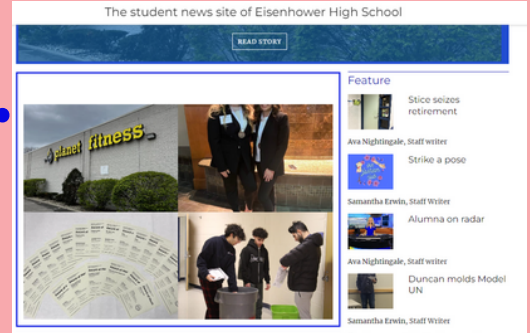 The student news site of Eisenhower High School
READ STORY
planet fitness
Feature
Stice seizes
retirement
Ava Nightingale, Staff writer
Strike a pose
Samantha Erwin, Staff Writer
Alumna on radar
Ava Nightingale, Staff writer
Duncan molds Model
UN
Samantha Erwin, Staff Writer